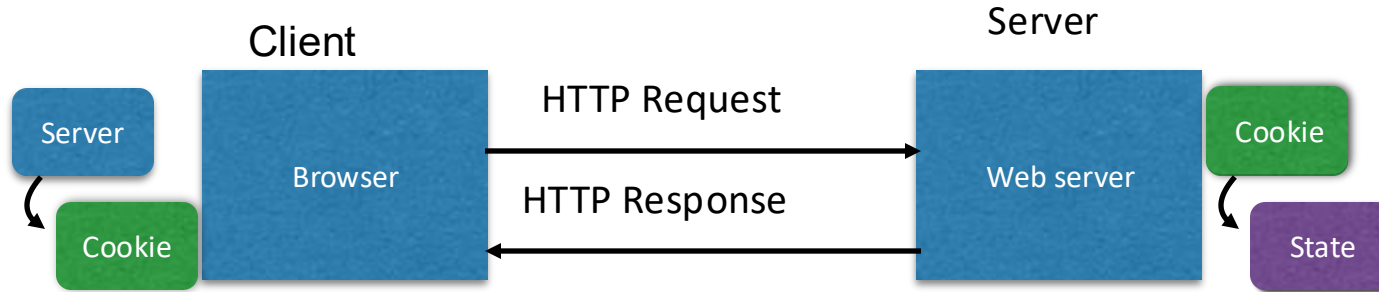 Client
Server
HTTP Request
Server
Cookie
Browser
Web server
HTTP Response
Cookie
State